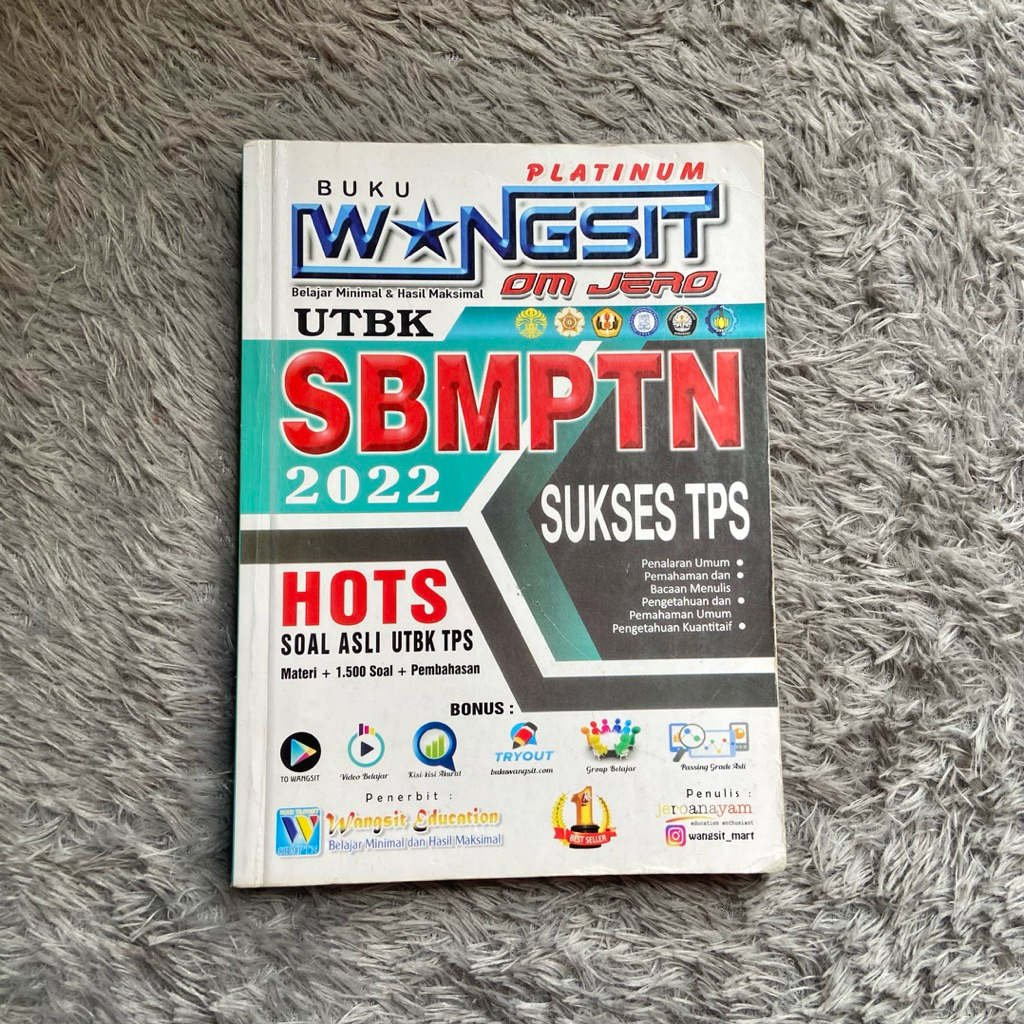 PLATINUM
BUKU
WANGSIT
Belajar Minimal & Hasil Maksimal
OM JERO
UTBK
SBMPTN
2022
SUKSES TPS
Penalaran Umum
Pemahaman dan
Bacaan Menulis
Pengetahuan dan
Pemahaman Umum
Pengetahuan Kuantitaif
HOTS
SOAL ASLI UTBK TPS
Materi + 1.500 Soal + Pembahasan
BONUS :
TO WANGSIT
Video Belajar
Kisi-kisi Akurat
TRYOUT
bukuwangsit.com
Group Belajar
Passing Grade Asli
Penerbit :
Wangsit Education
Belajar Minimal dan Hasil Maksimal
1
BEST SELLER
Penulis :
jeroanayam
education enthusiast
wangsit_mart